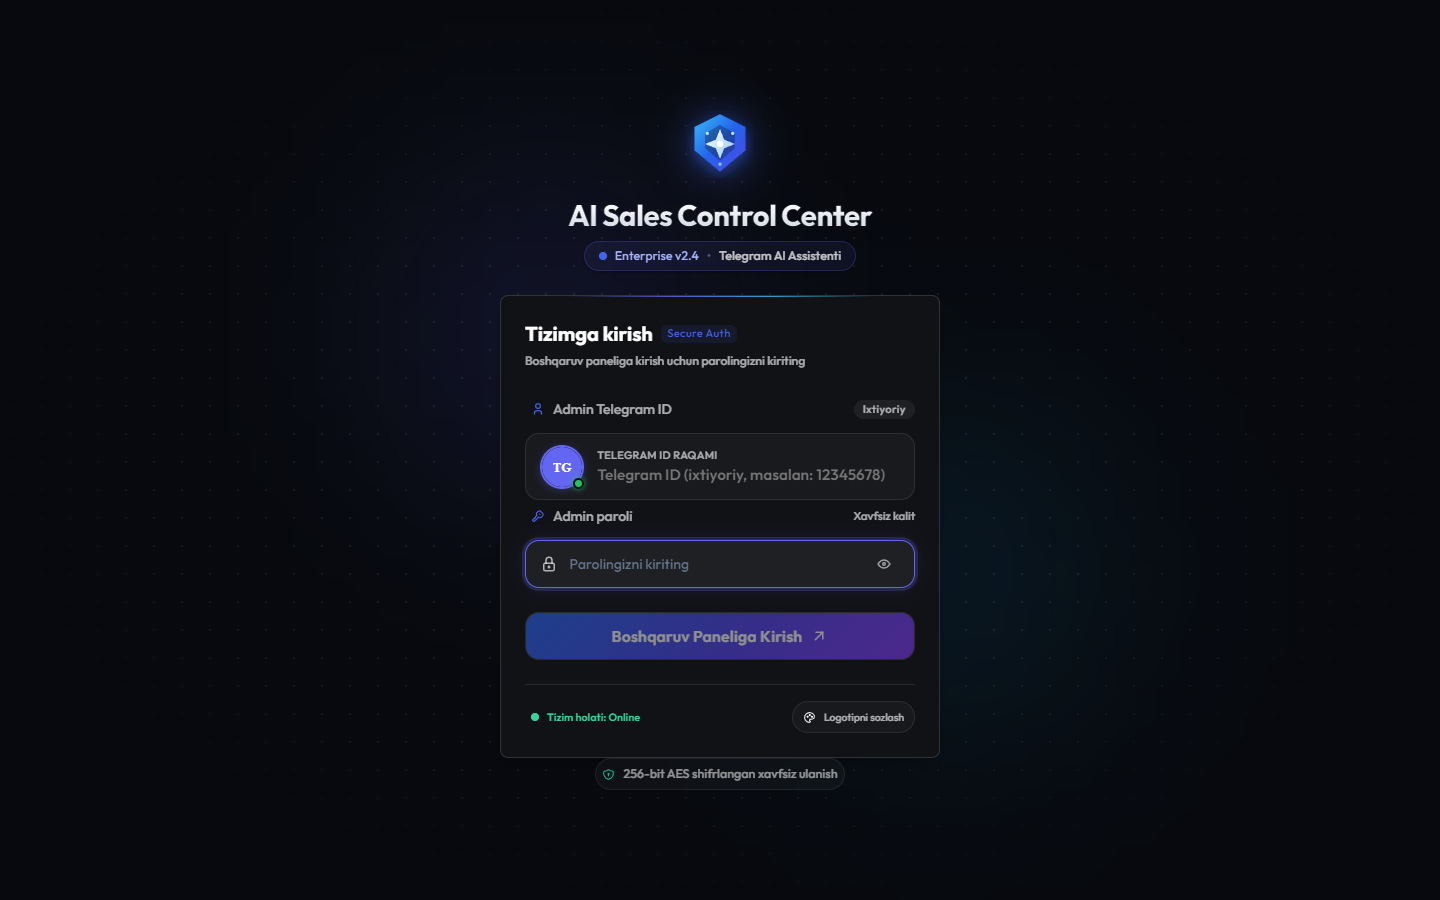 AI Sales Control Center
Enterprise v2.4 • Telegram AI Assistenti
Tizimga kirish Secure Auth
Boshqaruv paneliga kirish uchun parolingizni kiriting
Admin Telegram ID Ixtiyoriy
TG TELEGRAM ID RAQAMI
Telegram ID (ixtiyoriy, masalan: 12345678)
Admin paroli Xavfsiz kalit
Parolingizni kiriting
Boshqaruv Paneliga Kirish
Tizim holati: Online Logotipni sozlash
256-bit AES shifrlangan xavfsiz ulanish